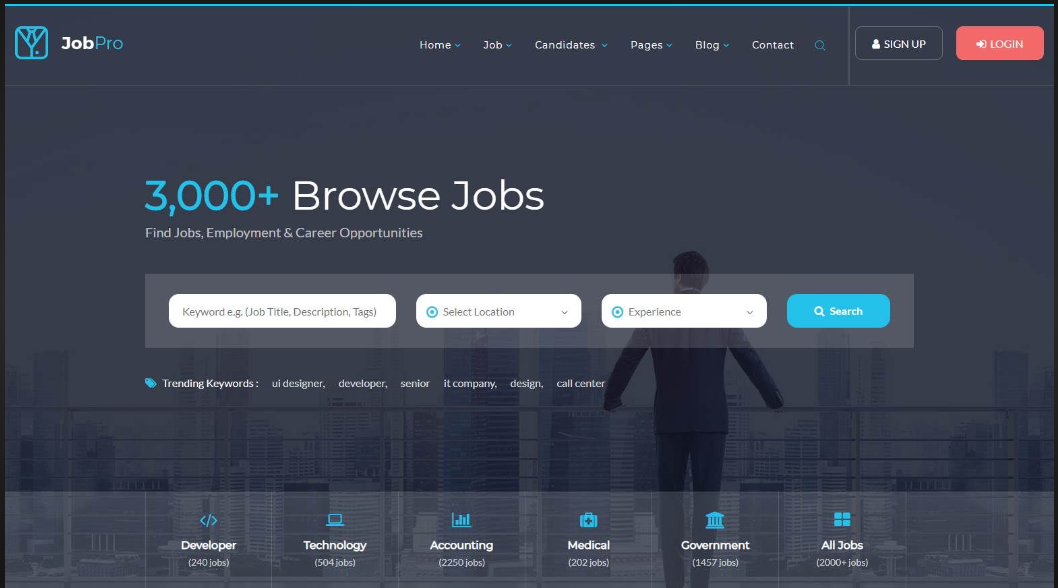 JobPro
Home Job Candidates Pages Blog Contact
SIGN UP
LOGIN
3,000+ Browse Jobs
Find Jobs, Employment & Career Opportunities
Keyword e.g. (Job Title, Description, Tags)
Select Location
Experience
Search
Trending Keywords : ui designer, developer, senior it company, design, call center
Developer
(240 jobs)
Technology
(504 jobs)
Accounting
(2250 jobs)
Medical
(202 jobs)
Government
(1457 jobs)
All Jobs
(2000+ jobs)